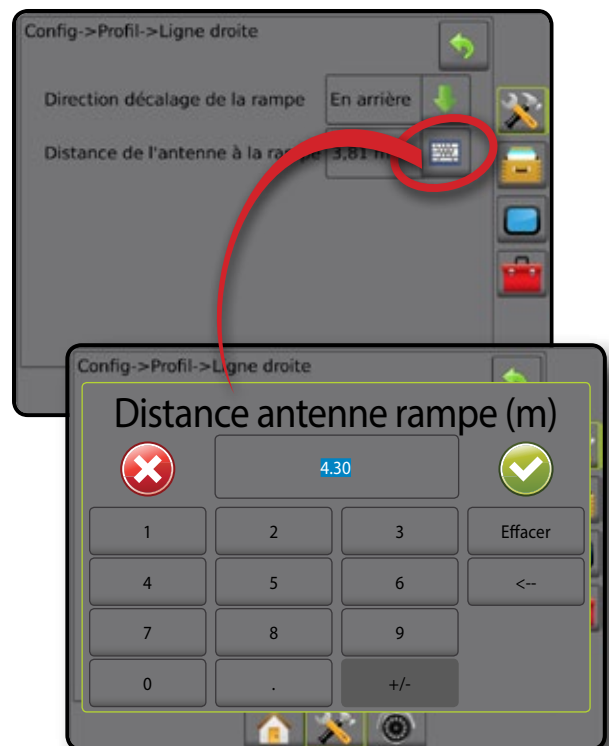 Config->Profil->Ligne droite
Direction décalage de la rampe En arrière
Distance de l'antenne à la rampe 3,81 m
Config->Profil->Ligne droite
Distance antenne rampe (m)
4.30
1 2 3 Effacer
4 5 6 <--
7 8 9
0 . +/-